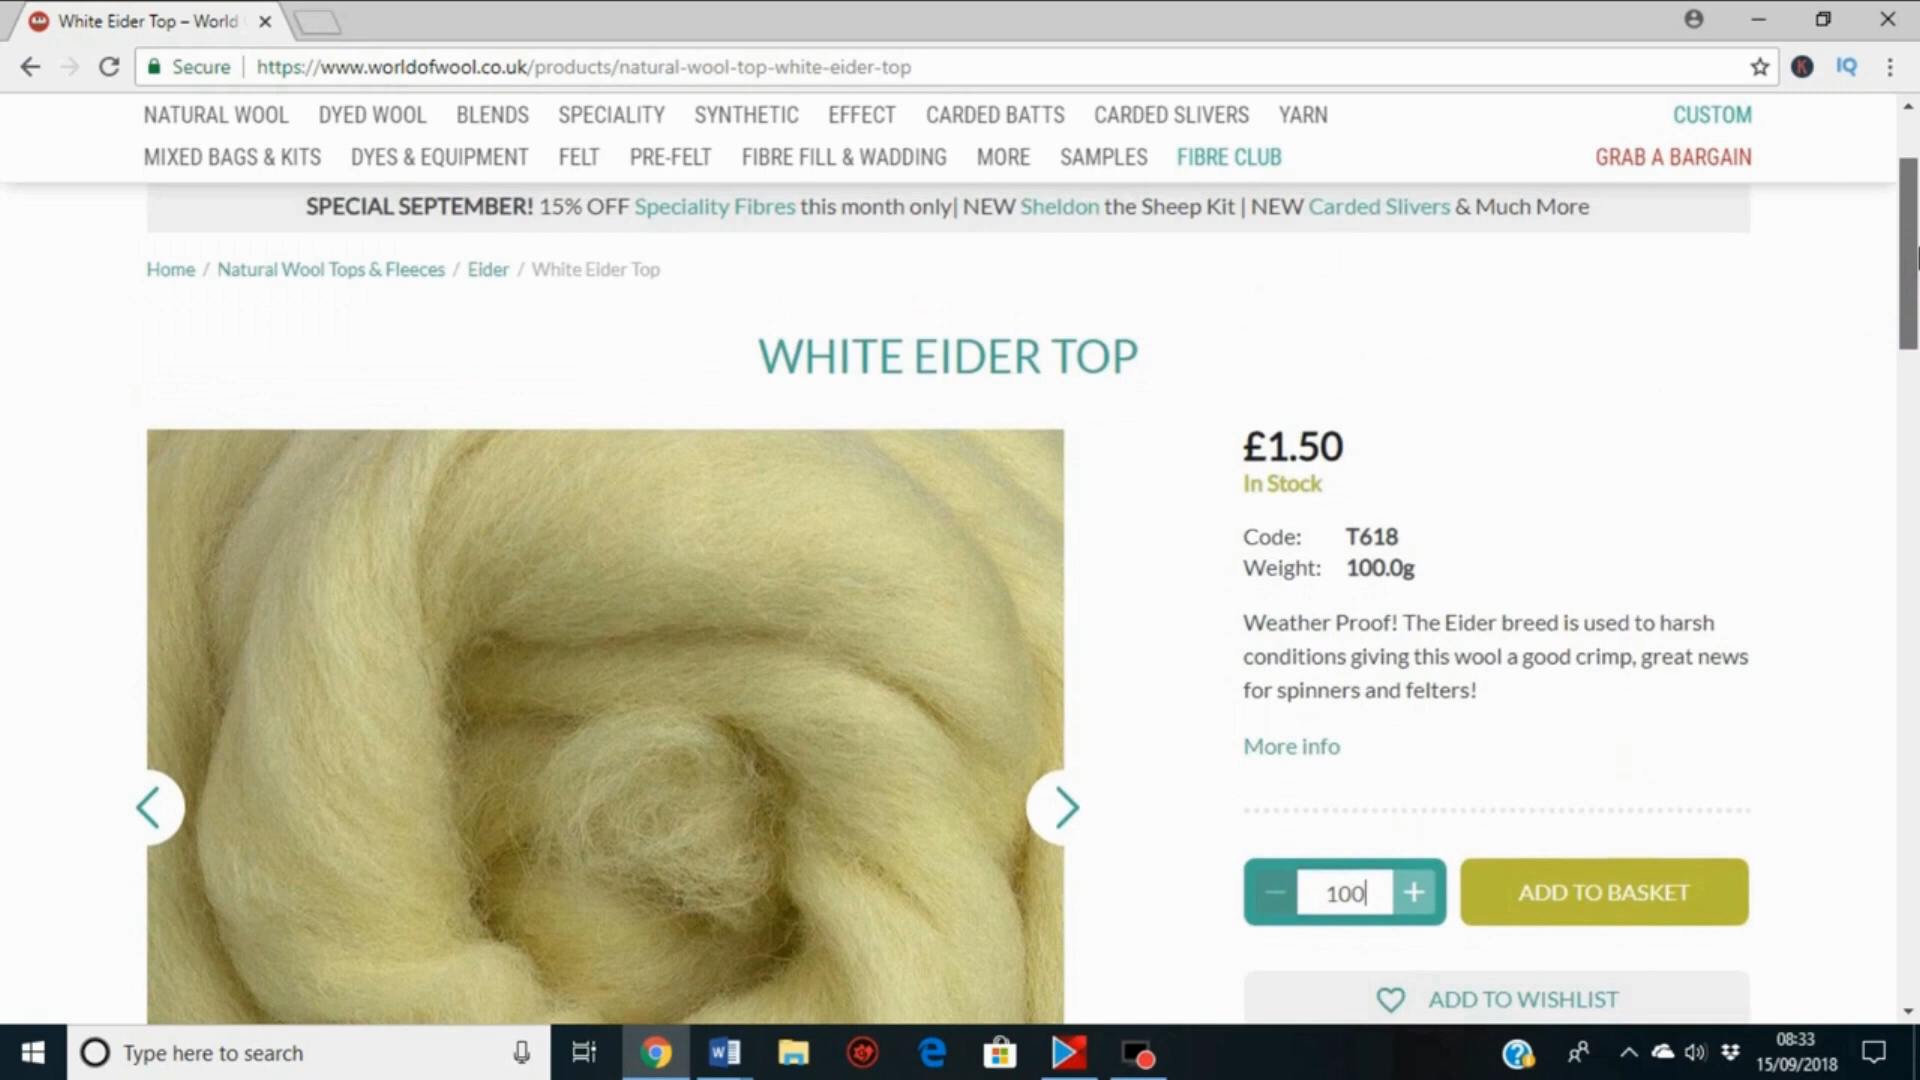 White Eider Top – World
Secure
https://www.worldofwool.co.uk/products/natural-wool-top-white-eider-top
IQ
NATURAL WOOL DYED WOOL BLENDS SPECIALITY SYNTHETIC EFFECT CARDED BATTS CARDED SLIVERS YARN CUSTOM
MIXED BAGS & KITS DYES & EQUIPMENT FELT PRE-FELT FIBRE FILL & WADDING MORE SAMPLES FIBRE CLUB GRAB A BARGAIN
SPECIAL SEPTEMBER! 15% OFF Speciality Fibres this month only| NEW Sheldon the Sheep Kit | NEW Carded Slivers & Much More
Home / Natural Wool Tops & Fleeces / Eider / White Eider Top
WHITE EIDER TOP
£1.50
In Stock
Code: T618
Weight: 100.0g
Weather Proof! The Eider breed is used to harsh
conditions giving this wool a good crimp, great news
for spinners and felters!
More info
− 100 +
ADD TO BASKET
ADD TO WISHLIST
Type here to search
08:33
15/09/2018